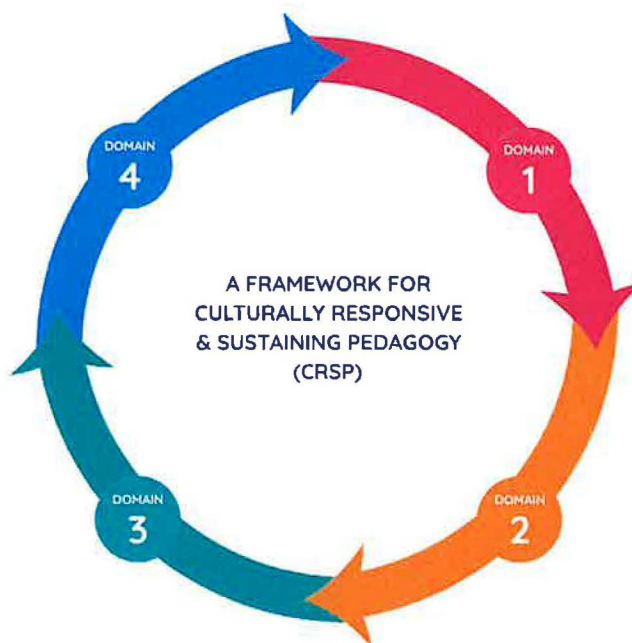 DOMAIN
4
DOMAIN
1
A FRAMEWORK FOR
CULTURALLY RESPONSIVE
& SUSTAINING PEDAGOGY
(CRSP)
DOMAIN
3
DOMAIN
2